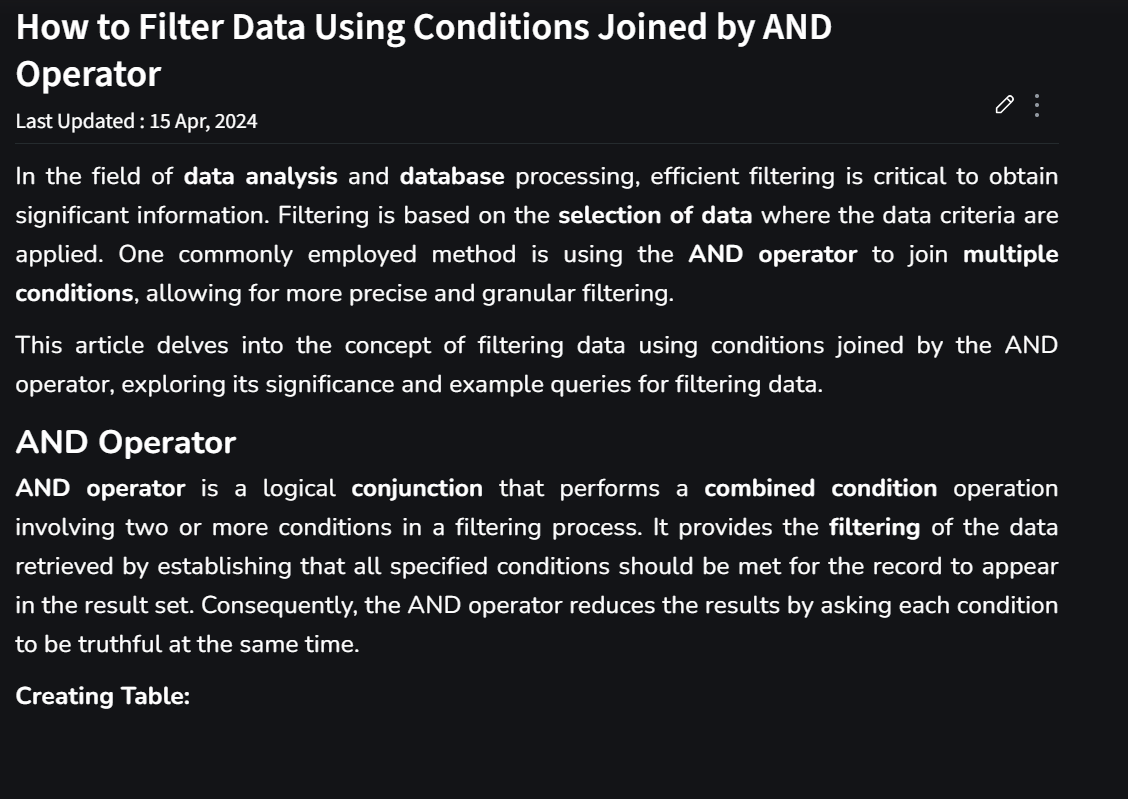 How to Filter Data Using Conditions Joined by AND
Operator
Last Updated : 15 Apr, 2024
In the field of data analysis and database processing, efficient filtering is critical to obtain
significant information. Filtering is based on the selection of data where the data criteria are
applied. One commonly employed method is using the AND operator to join multiple
conditions, allowing for more precise and granular filtering.
This article delves into the concept of filtering data using conditions joined by the AND
operator, exploring its significance and example queries for filtering data.
AND Operator
AND operator is a logical conjunction that performs a combined condition operation
involving two or more conditions in a filtering process. It provides the filtering of the data
retrieved by establishing that all specified conditions should be met for the record to appear
in the result set. Consequently, the AND operator reduces the results by asking each condition
to be truthful at the same time.
Creating Table: